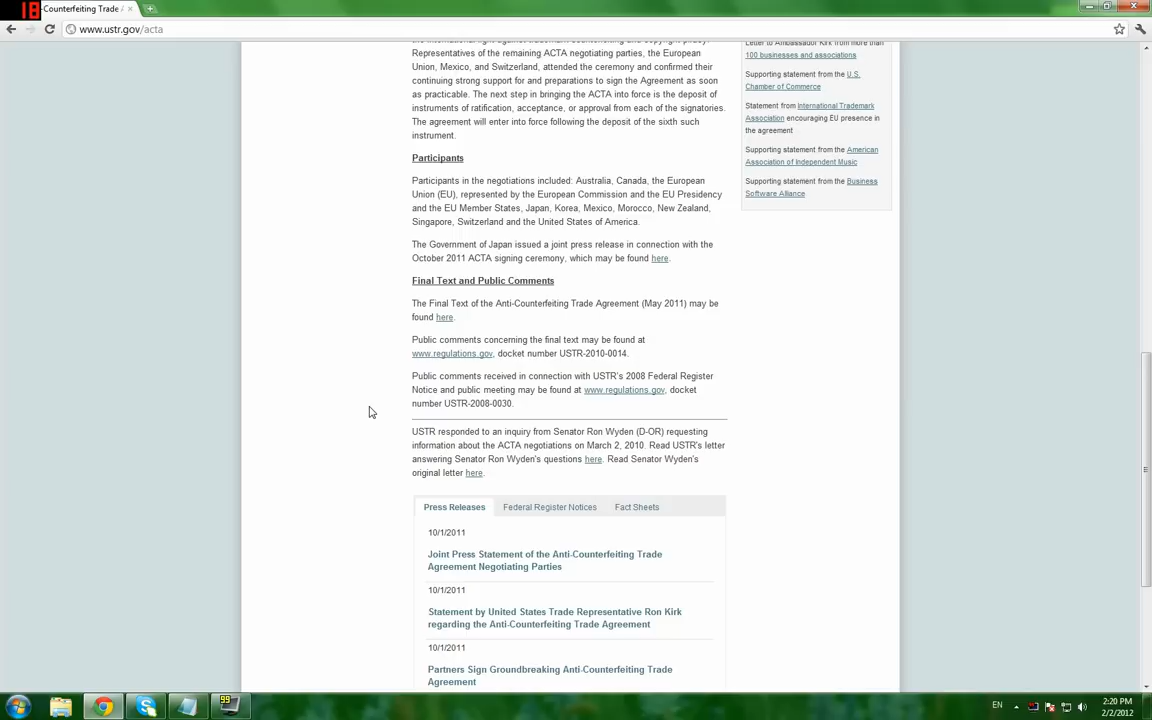 18
-Counterfeiting Trade A
www.ustr.gov/acta
Representatives of the remaining ACTA negotiating parties, the European
Union, Mexico, and Switzerland, attended the ceremony and confirmed their
continuing strong support for and preparations to sign the Agreement as soon
as practicable. The next step in bringing the ACTA into force is the deposit of
instruments of ratification, acceptance, or approval from each of the signatories.
The agreement will enter into force following the deposit of the sixth such
instrument.
Participants
Participants in the negotiations included: Australia, Canada, the European
Union (EU), represented by the European Commission and the EU Presidency
and the EU Member States, Japan, Korea, Mexico, Morocco, New Zealand,
Singapore, Switzerland and the United States of America.
The Government of Japan issued a joint press release in connection with the
October 2011 ACTA signing ceremony, which may be found here.
Final Text and Public Comments
The Final Text of the Anti-Counterfeiting Trade Agreement (May 2011) may be
found here.
Public comments concerning the final text may be found at
www.regulations.gov, docket number USTR-2010-0014.
Public comments received in connection with USTR's 2008 Federal Register
Notice and public meeting may be found at www.regulations.gov, docket
number USTR-2008-0030.
USTR responded to an inquiry from Senator Ron Wyden (D-OR) requesting
information about the ACTA negotiations on March 2, 2010. Read USTR's letter
answering Senator Ron Wyden's questions here. Read Senator Wyden's
original letter here.
Press Releases Federal Register Notices Fact Sheets
10/1/2011
Joint Press Statement of the Anti-Counterfeiting Trade
Agreement Negotiating Parties
10/1/2011
Statement by United States Trade Representative Ron Kirk
regarding the Anti-Counterfeiting Trade Agreement
10/1/2011
Partners Sign Groundbreaking Anti-Counterfeiting Trade
Agreement
Letter to Ambassador Kirk from more than
100 businesses and associations
Supporting statement from the U.S.
Chamber of Commerce
Statement from International Trademark
Association encouraging EU presence in
the agreement
Supporting statement from the American
Association of Independent Music
Supporting statement from the Business
Software Alliance
99
EN
2:20 PM
2/2/2012